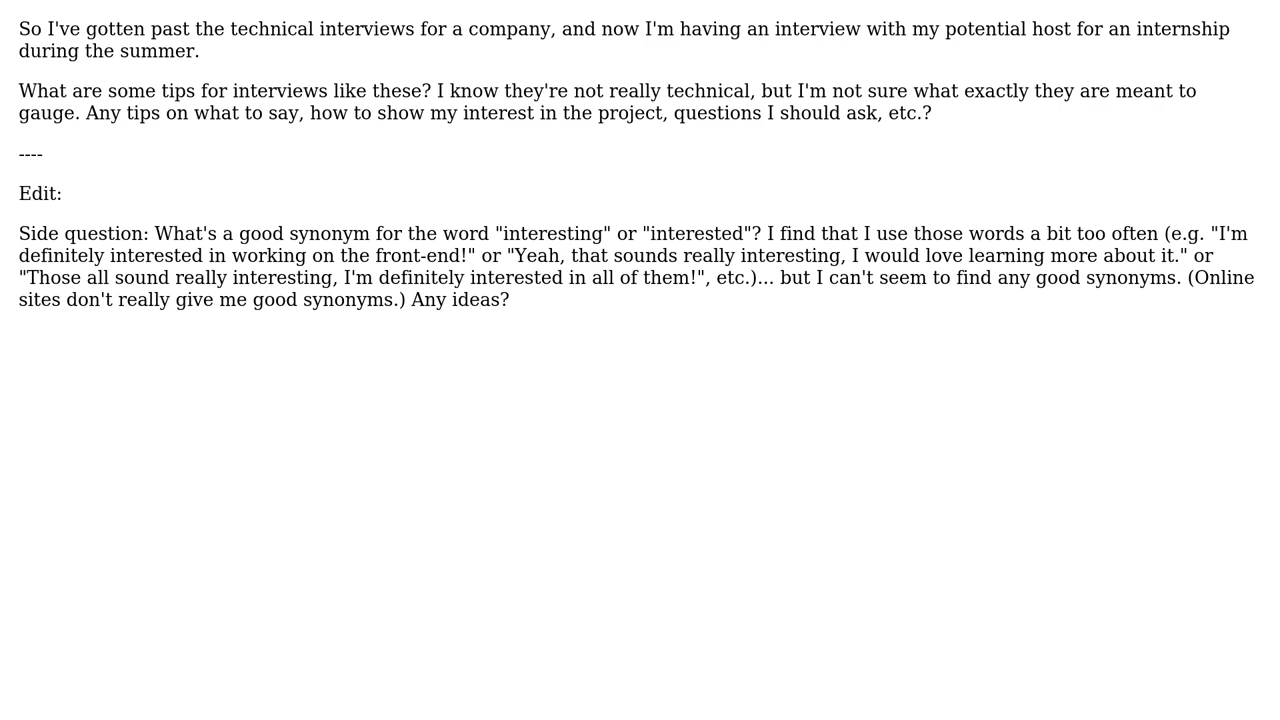 So I've gotten past the technical interviews for a company, and now I'm having an interview with my potential host for an internship
during the summer.
What are some tips for interviews like these? I know they're not really technical, but I'm not sure what exactly they are meant to
gauge. Any tips on what to say, how to show my interest in the project, questions I should ask, etc.?
----
Edit:
Side question: What's a good synonym for the word "interesting" or "interested"? I find that I use those words a bit too often (e.g. "I'm
definitely interested in working on the front-end!" or "Yeah, that sounds really interesting, I would love learning more about it." or
"Those all sound really interesting, I'm definitely interested in all of them!", etc.)... but I can't seem to find any good synonyms. (Online
sites don't really give me good synonyms.) Any ideas?